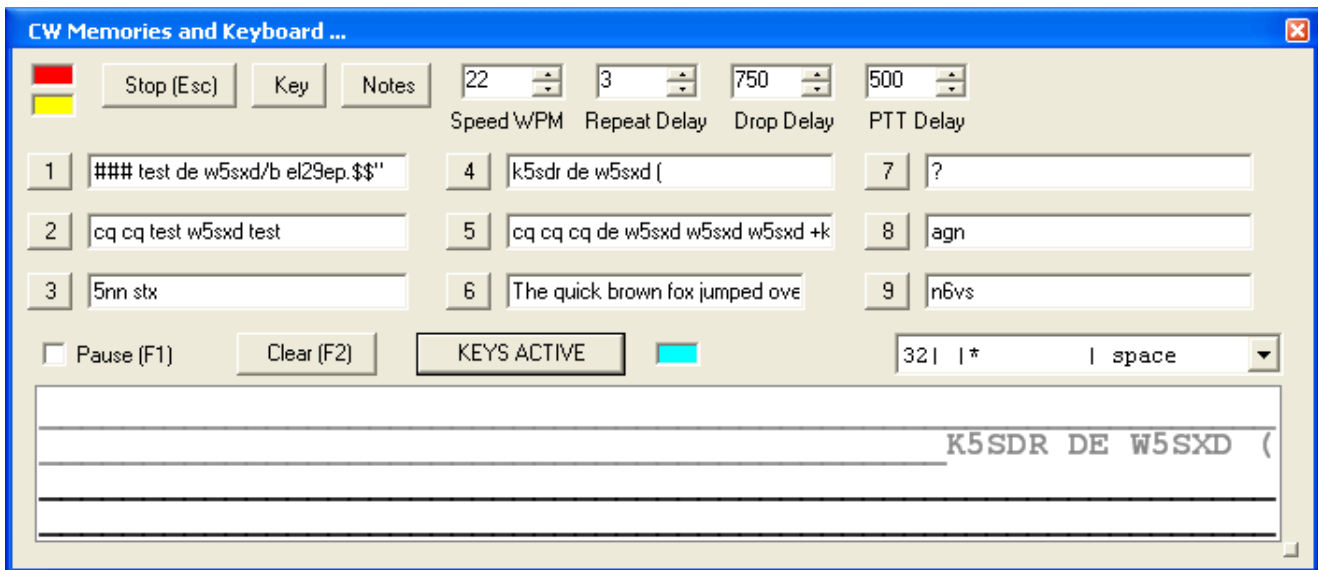 CW Memories and Keyboard ...
Stop (Esc) Key Notes 22 3 750 500
Speed WPM Repeat Delay Drop Delay PTT Delay
1 ### test de w5sxd/b el29ep.$$" 4 k5sdr de w5sxd ( 7 ?
2 cq cq test w5sxd test 5 cq cq cq de w5sxd w5sxd w5sxd +k 8 agn
3 5nn stx 6 The quick brown fox jumped ove 9 n6vs
Pause (F1) Clear (F2) KEYS ACTIVE 32| |* | space
K5SDR DE W5SXD (